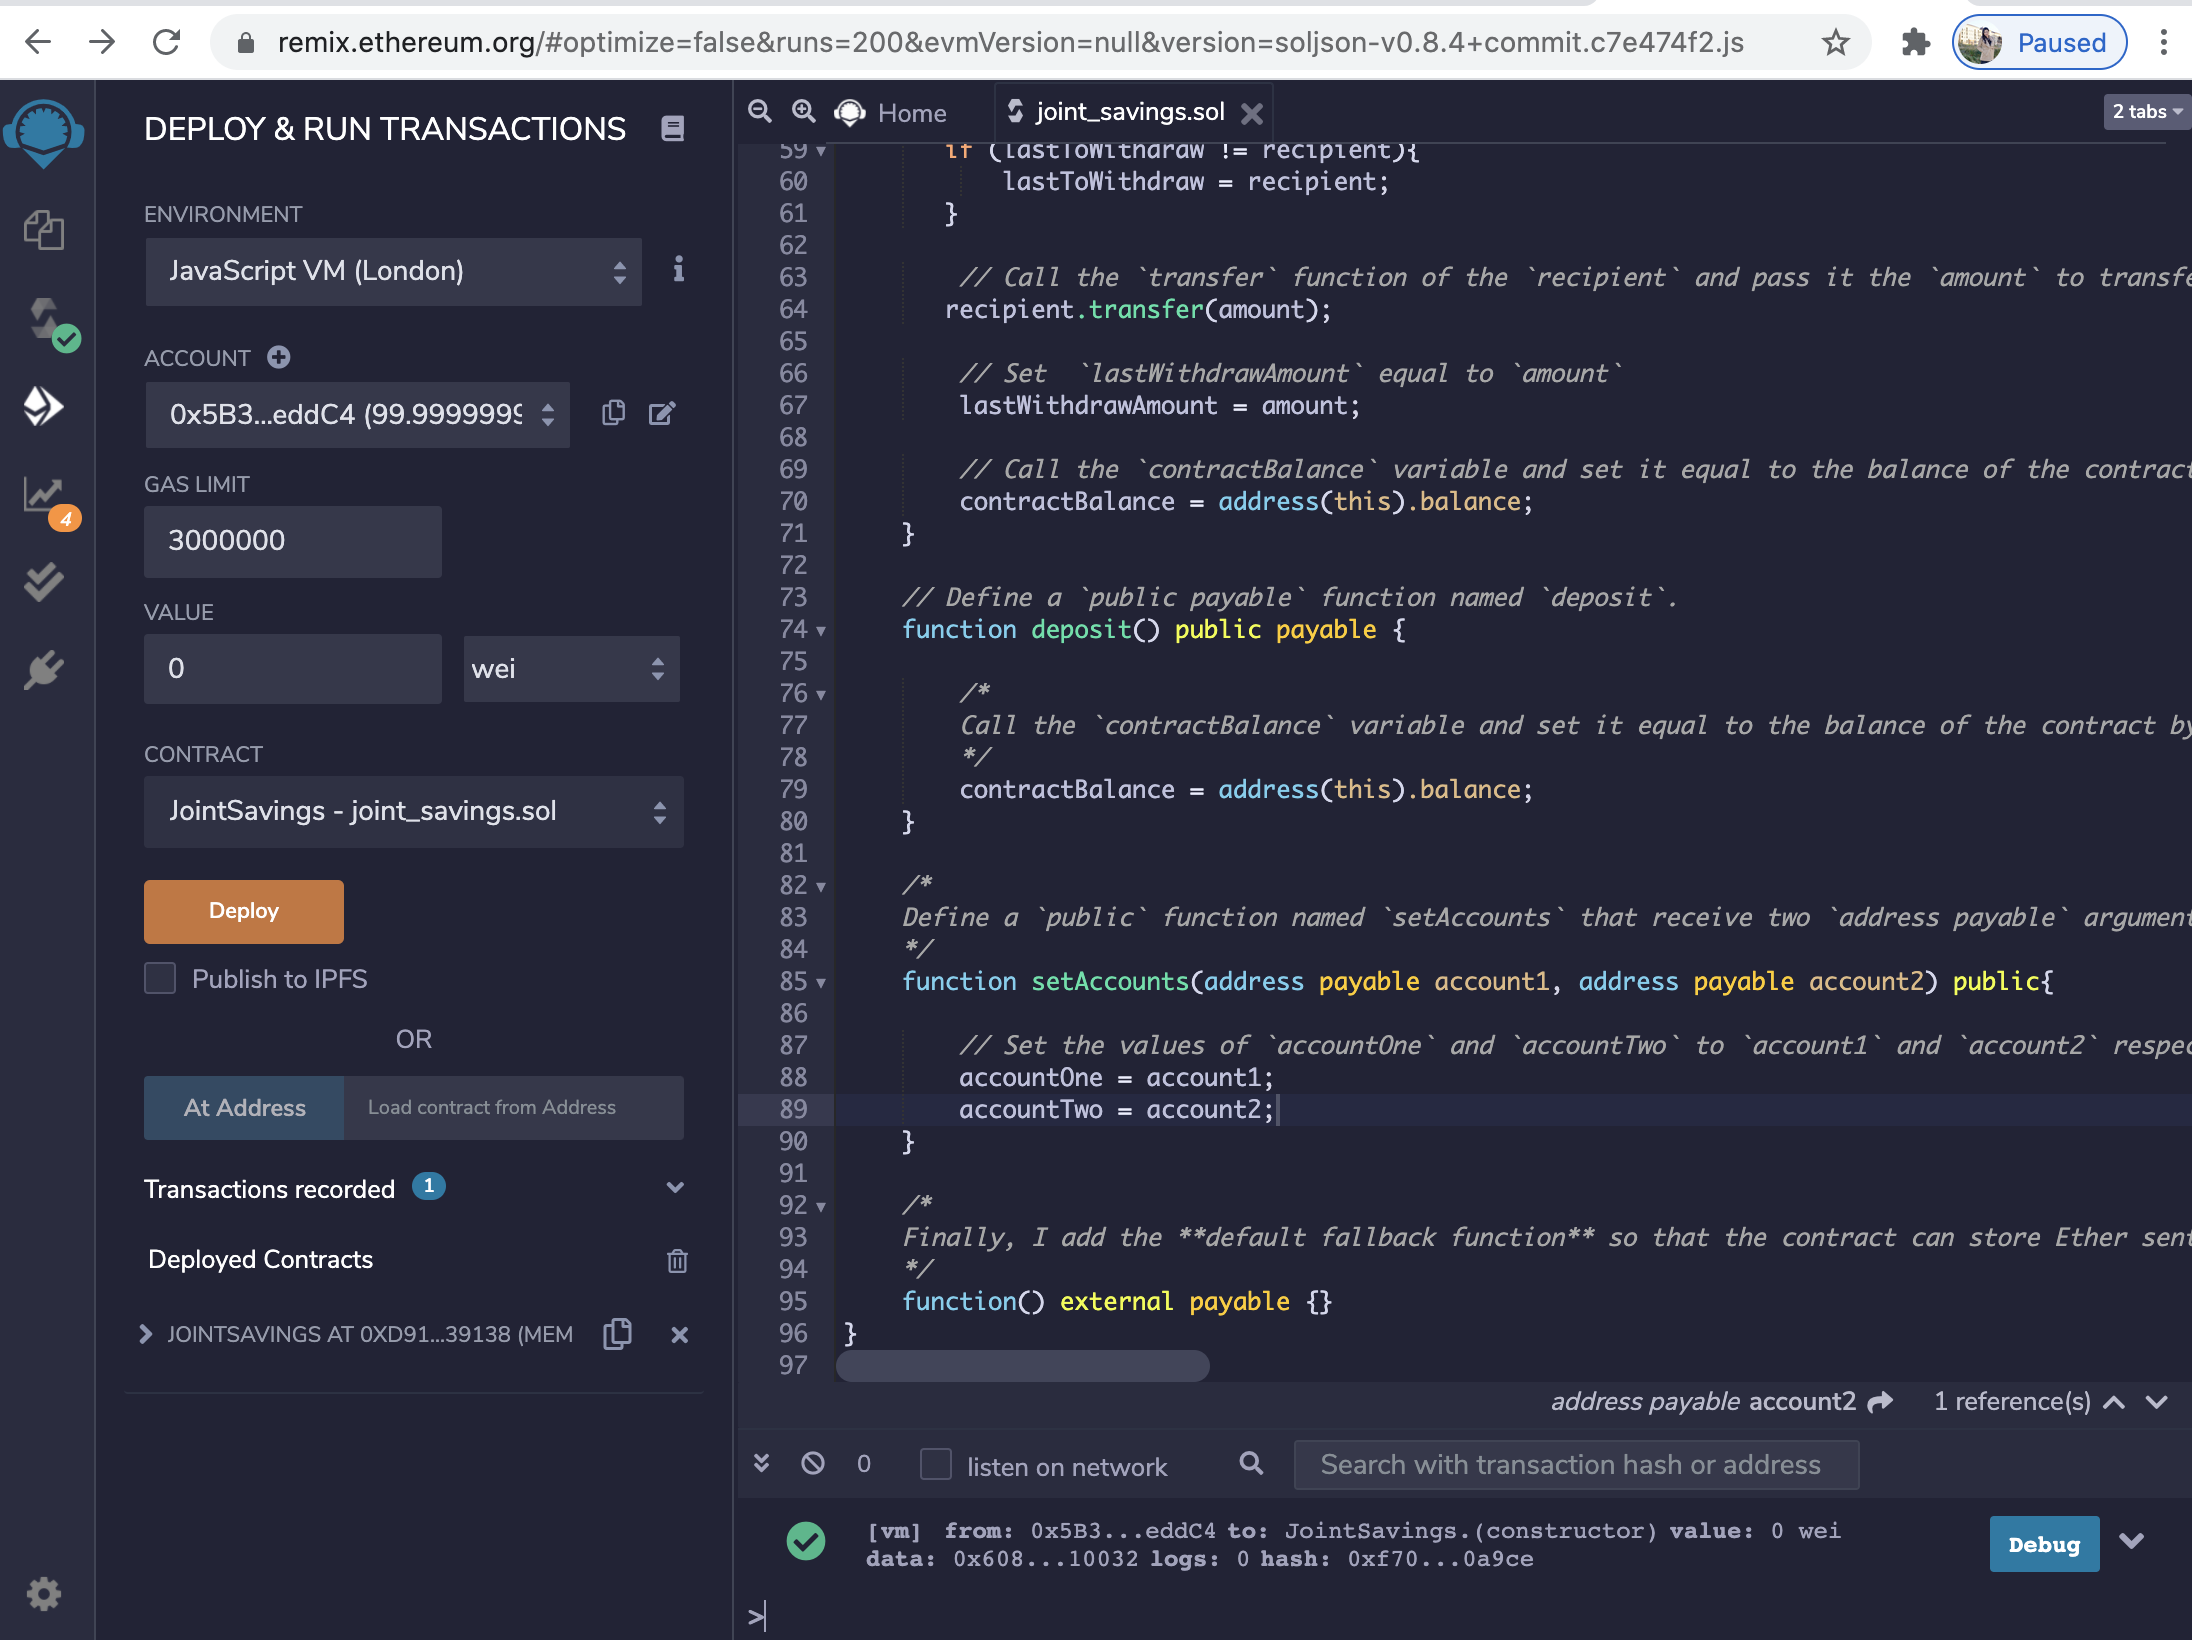 remix.ethereum.org/#optimize=false&runs=200&evmVersion=null&version=soljson-v0.8.4+commit.c7e474f2.js
Paused
DEPLOY & RUN TRANSACTIONS
ENVIRONMENT
JavaScript VM (London)
ACCOUNT
0x5B3...eddC4 (99.9999999
GAS LIMIT
3000000
VALUE
0
wei
CONTRACT
JointSavings - joint_savings.sol
Deploy
Publish to IPFS
OR
At Address
Load contract from Address
Transactions recorded 1
Deployed Contracts
JOINTSAVINGS AT 0XD91...39138 (MEM
4
Home
joint_savings.sol
2 tabs
59 if (lastToWithdraw != recipient){
60 lastToWithdraw = recipient;
61 }
62
63 // Call the `transfer` function of the `recipient` and pass it the `amount` to transfe
64 recipient.transfer(amount);
65
66 // Set  `lastWithdrawAmount` equal to `amount`
67 lastWithdrawAmount = amount;
68
69 // Call the `contractBalance` variable and set it equal to the balance of the contract
70 contractBalance = address(this).balance;
71 }
72
73 // Define a `public payable` function named `deposit`.
74 function deposit() public payable {
75
76 /*
77 Call the `contractBalance` variable and set it equal to the balance of the contract by
78 */
79 contractBalance = address(this).balance;
80 }
81
82 /*
83 Define a `public` function named `setAccounts` that receive two `address payable` argument
84 */
85 function setAccounts(address payable account1, address payable account2) public{
86
87 // Set the values of `accountOne` and `accountTwo` to `account1` and `account2` respec
88 accountOne = account1;
89 accountTwo = account2;
90 }
91
92 /*
93 Finally, I add the **default fallback function** so that the contract can store Ether sent
94 */
95 function() external payable {}
96 }
97
address payable account2 1 reference(s)
0
listen on network
Search with transaction hash or address
[vm] from: 0x5B3...eddC4 to: JointSavings.(constructor) value: 0 wei
data: 0x608...10032 logs: 0 hash: 0xf70...0a9ce
Debug
>